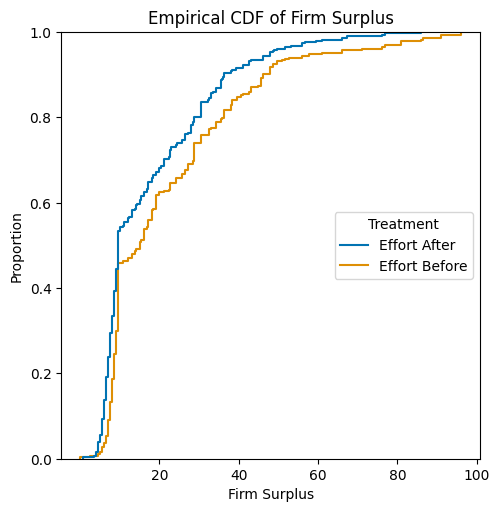 Empirical CDF of Firm Surplus
1.0
0.8
0.6
0.4
0.2
0.0
Proportion
Treatment
Effort After
Effort Before
20
40
60
80
100
Firm Surplus